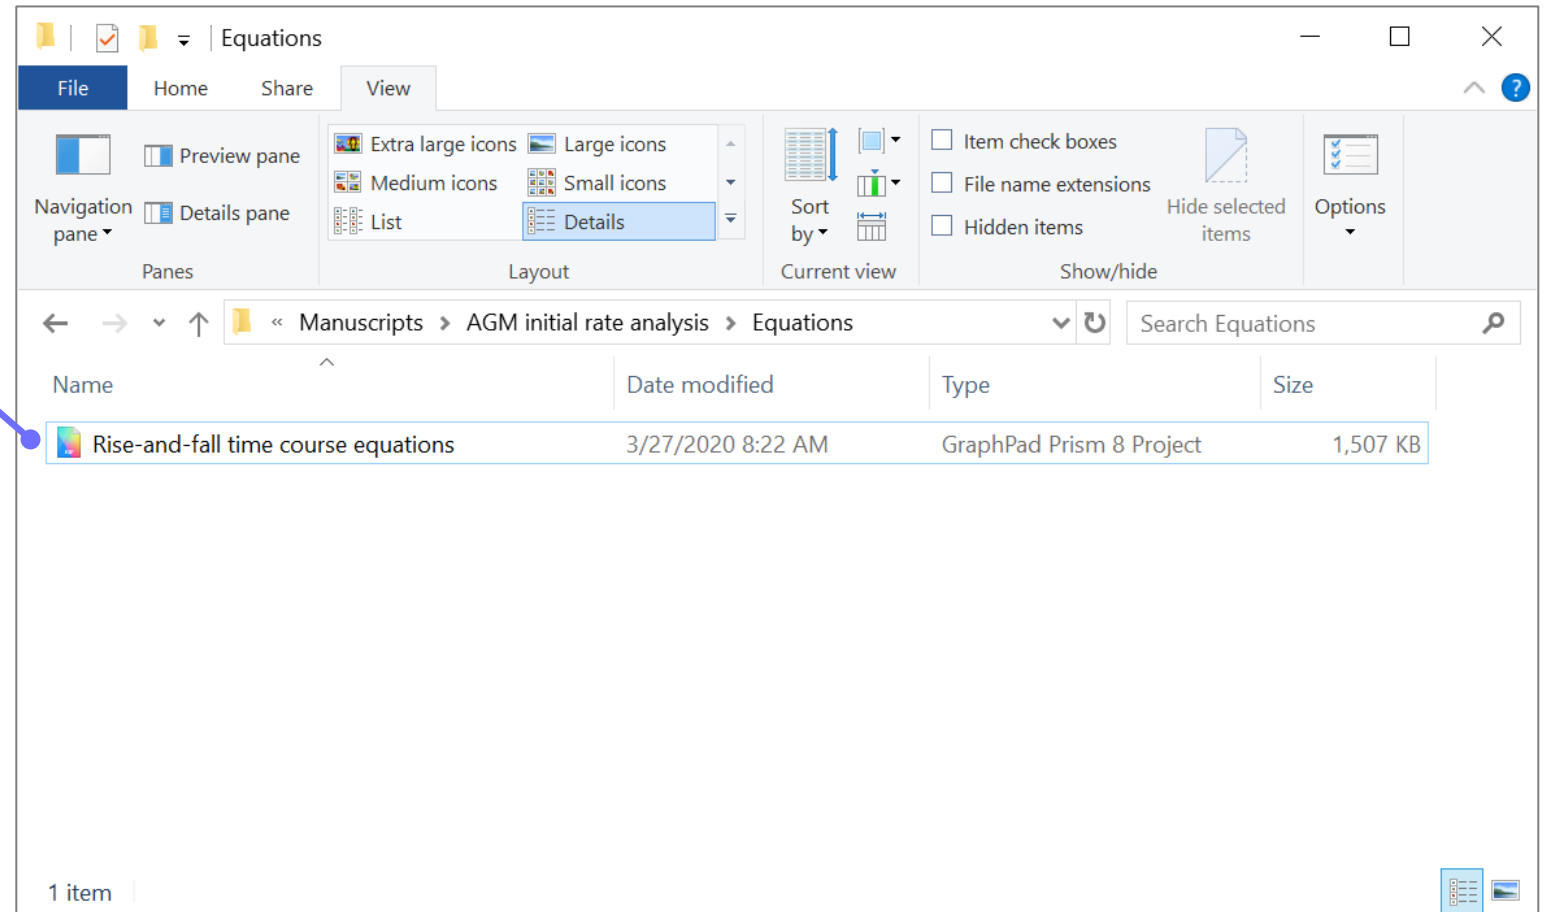 Equations
File Home Share View
?
Extra large icons Large icons
Preview pane
Medium icons Small icons
Navigation pane
Details pane
List Details
Sort by
Item check boxes
File name extensions
Hidden items
Hide selected items
Options
Panes Layout Current view Show/hide
« Manuscripts > AGM initial rate analysis > Equations
Search Equations
Name Date modified Type Size
Rise-and-fall time course equations 3/27/2020 8:22 AM GraphPad Prism 8 Project 1,507 KB
1 item